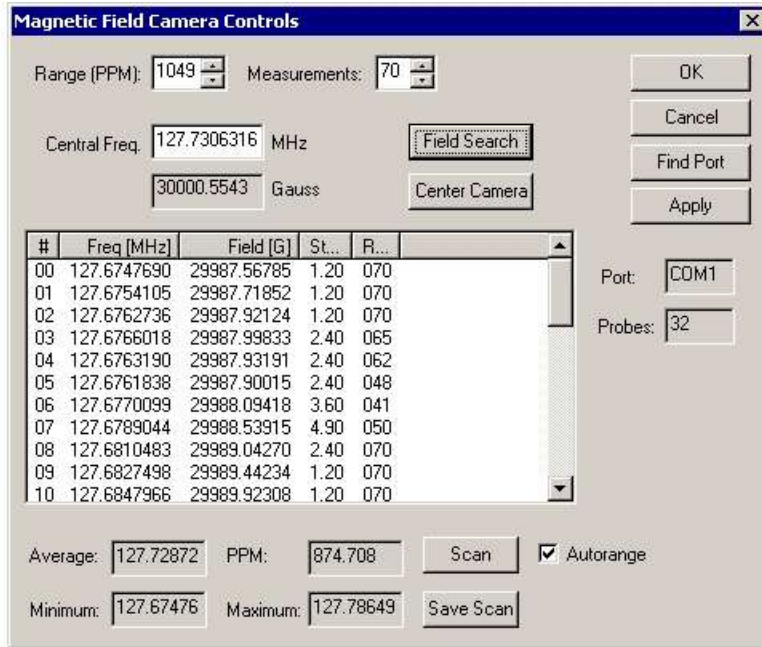 Magnetic Field Camera Controls
Range (PPM): 1049 Measurements: 70 OK
Cancel
Central Freq. 127.7306316 MHz Field Search
Find Port
30000.5543 Gauss Center Camera
Apply
# Freq [MHz] Field [G] St... R...
00 127.6747690 29987.56785 1.20 070
01 127.6754105 29987.71852 1.20 070
02 127.6762736 29987.92124 1.20 070
03 127.6766018 29987.99833 2.40 065
04 127.6763190 29987.93191 2.40 062
05 127.6761838 29987.90015 2.40 048
06 127.6770099 29988.09418 3.60 041
07 127.6789044 29988.53915 4.90 050
08 127.6810483 29989.04270 2.40 070
09 127.6827498 29989.44234 1.20 070
10 127.6847966 29989.92308 1.20 070
Port: COM1
Probes: 32
Average: 127.72872 PPM: 874.708 Scan Autorange
Minimum: 127.67476 Maximum: 127.78649 Save Scan